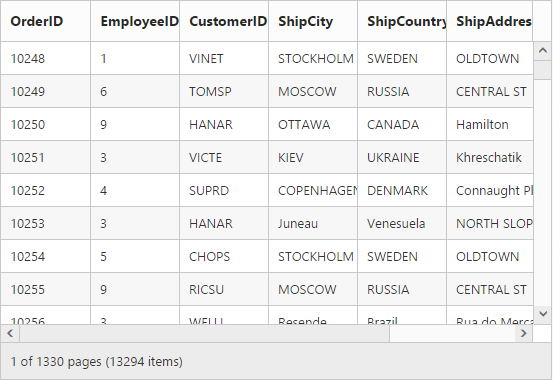 OrderID EmployeeID CustomerID ShipCity ShipCountry ShipAddres
10248 1 VINET STOCKHOLM SWEDEN OLDTOWN
10249 6 TOMSP MOSCOW RUSSIA CENTRAL ST
10250 9 HANAR OTTAWA CANADA Hamilton
10251 3 VICTE KIEV UKRAINE Khreschatik
10252 4 SUPRD COPENHAGEN DENMARK Connaught Pl
10253 3 HANAR Juneau Venesuela NORTH SLOP
10254 5 CHOPS STOCKHOLM SWEDEN OLDTOWN
10255 9 RICSU MOSCOW RUSSIA CENTRAL ST
10256 3 WELLI Resende Brazil Rua do Merca
1 of 1330 pages (13294 items)